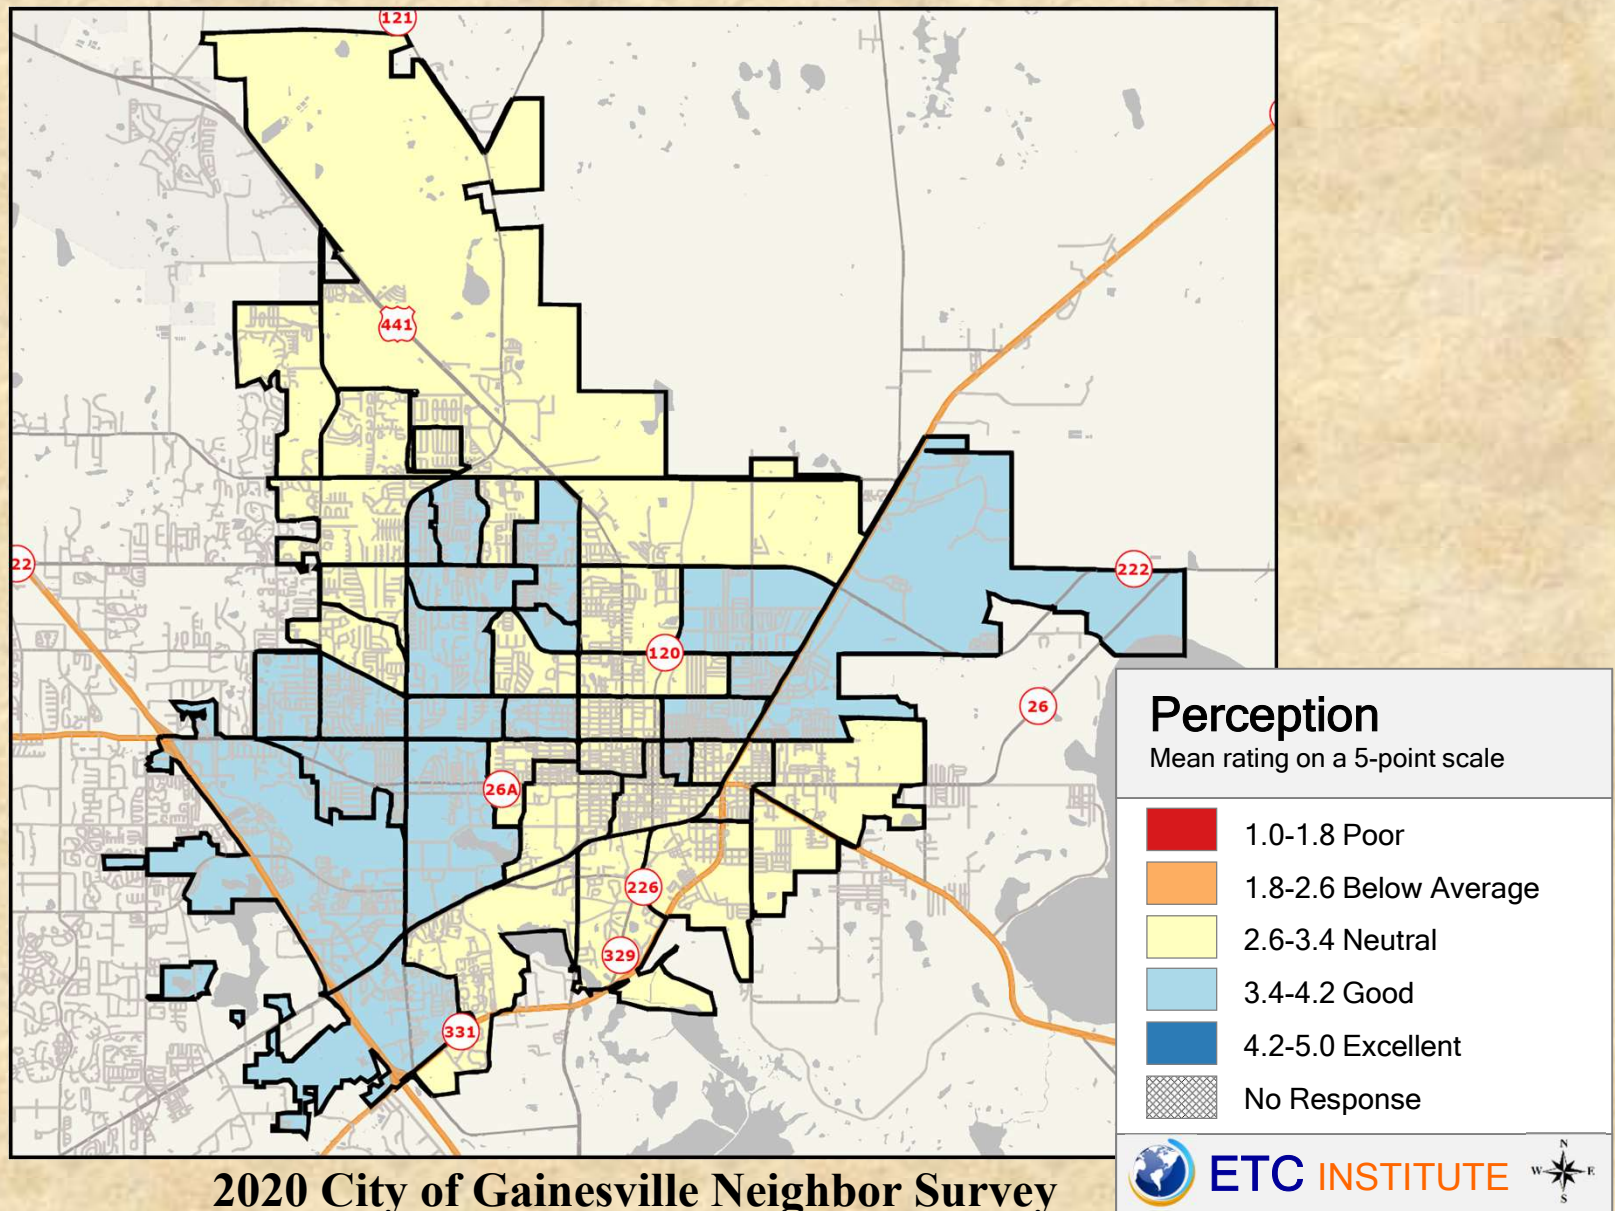 121
441
22
222
120
26
26A
226
329
331
Perception
Mean rating on a 5-point scale
1.0-1.8 Poor
1.8-2.6 Below Average
2.6-3.4 Neutral
3.4-4.2 Good
4.2-5.0 Excellent
No Response
ETC INSTITUTE
N
W E
S
2020 City of Gainesville Neighbor Survey